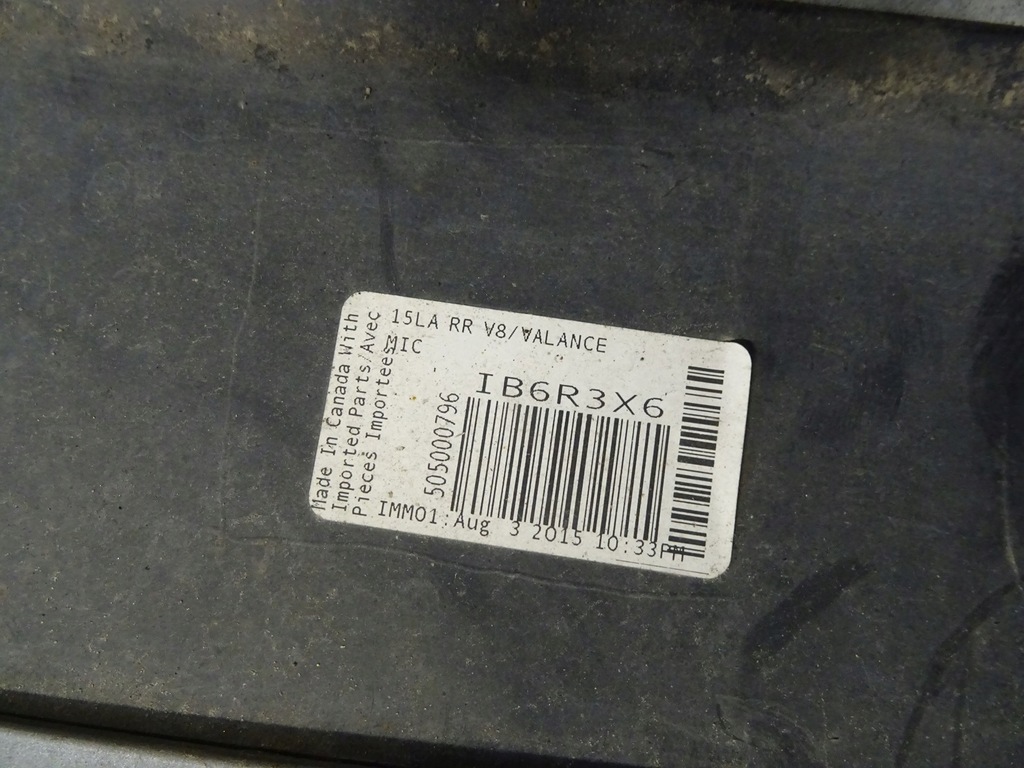 15LA RR V8/VALANCE
MIC
IB6R3X6
505000796
IMM01:Aug 3 2015 10:33PM
Made In Canada With
Imported Parts/Avec
Pieces Importees